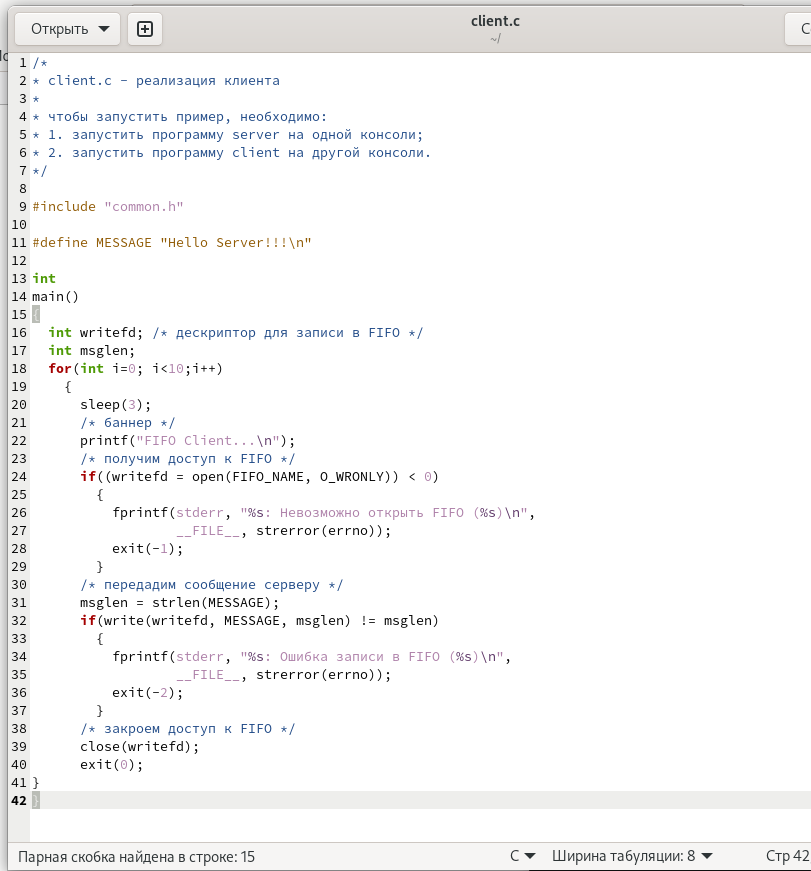 Открыть
client.c
~/
С
1 /*
2 * client.c - реализация клиента
3 *
4 * чтобы запустить пример, необходимо:
5 * 1. запустить программу server на одной консоли;
6 * 2. запустить программу client на другой консоли.
7 */
8
9 #include "common.h"
10
11 #define MESSAGE "Hello Server!!!\n"
12
13 int
14 main()
15 {
16   int writefd; /* дескриптор для записи в FIFO */
17   int msglen;
18   for(int i=0; i<10;i++)
19     {
20       sleep(3);
21       /* баннер */
22       printf("FIFO Client...\n");
23       /* получим доступ к FIFO */
24       if((writefd = open(FIFO_NAME, O_WRONLY)) < 0)
25         {
26           fprintf(stderr, "%s: Невозможно открыть FIFO (%s)\n",
27                   __FILE__, strerror(errno));
28           exit(-1);
29         }
30       /* передадим сообщение серверу */
31       msglen = strlen(MESSAGE);
32       if(write(writefd, MESSAGE, msglen) != msglen)
33         {
34           fprintf(stderr, "%s: Ошибка записи в FIFO (%s)\n",
35                   __FILE__, strerror(errno));
36           exit(-2);
37         }
38       /* закроем доступ к FIFO */
39       close(writefd);
40       exit(0);
41 }
42 }
Парная скобка найдена в строке: 15
C
Ширина табуляции: 8
Стр 42